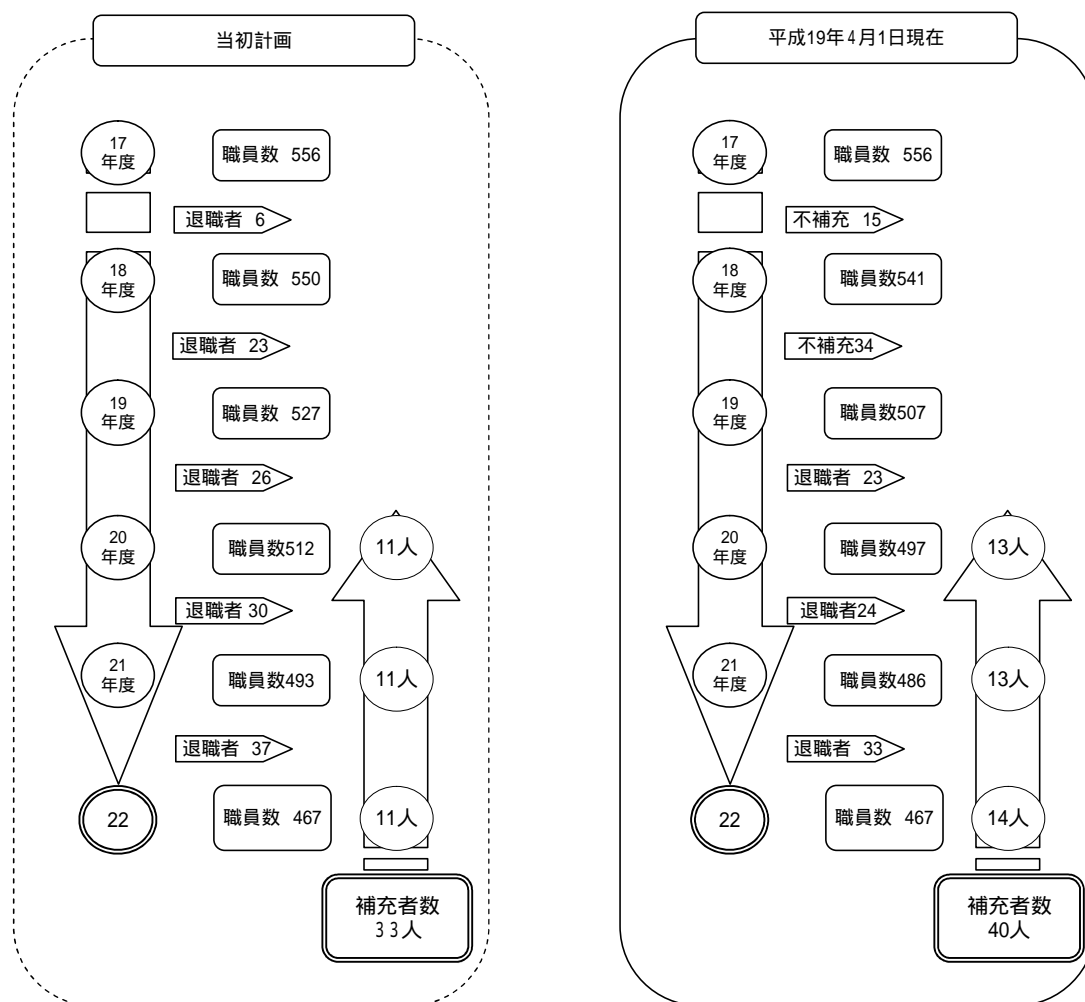 当初計画
17
年度
職員数 556
退職者 6
18
年度
職員数 550
退職者 23
19
年度
職員数 527
退職者 26
20
年度
職員数512
11人
退職者 30
21
年度
職員数493
11人
退職者 37
22
職員数 467
11人
補充者数
33人
平成19年4月1日現在
17
年度
職員数 556
不補充 15
18
年度
職員数541
不補充34
19
年度
職員数507
退職者 23
20
年度
職員数497
13人
退職者24
21
年度
職員数486
13人
退職者 33
22
職員数 467
14人
補充者数
40人